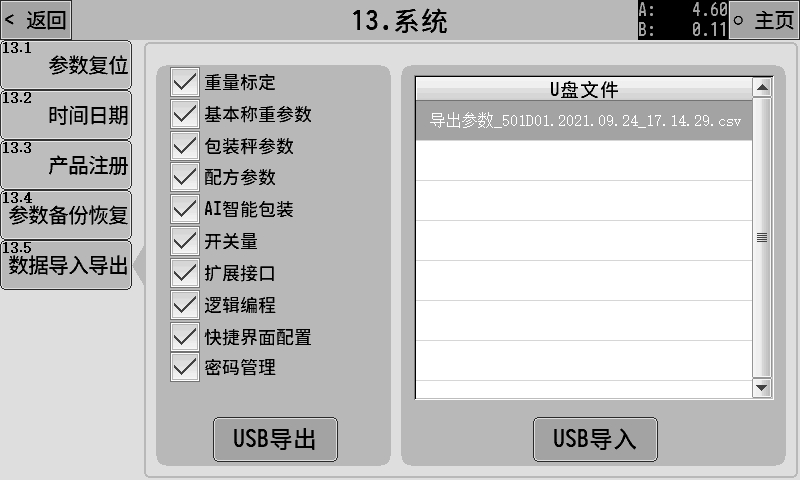 < 返回
13.系统
A: 4.60
B: 0.11
主页
13.1
参数复位
13.2
时间日期
13.3
产品注册
13.4
参数备份恢复
13.5
数据导入导出
重量标定
基本称重参数
包装秤参数
配方参数
AI智能包装
开关量
扩展接口
逻辑编程
快捷界面配置
密码管理
USB导出
U盘文件
导出参数_501D01.2021.09.24_17.14.29.csv
USB导入